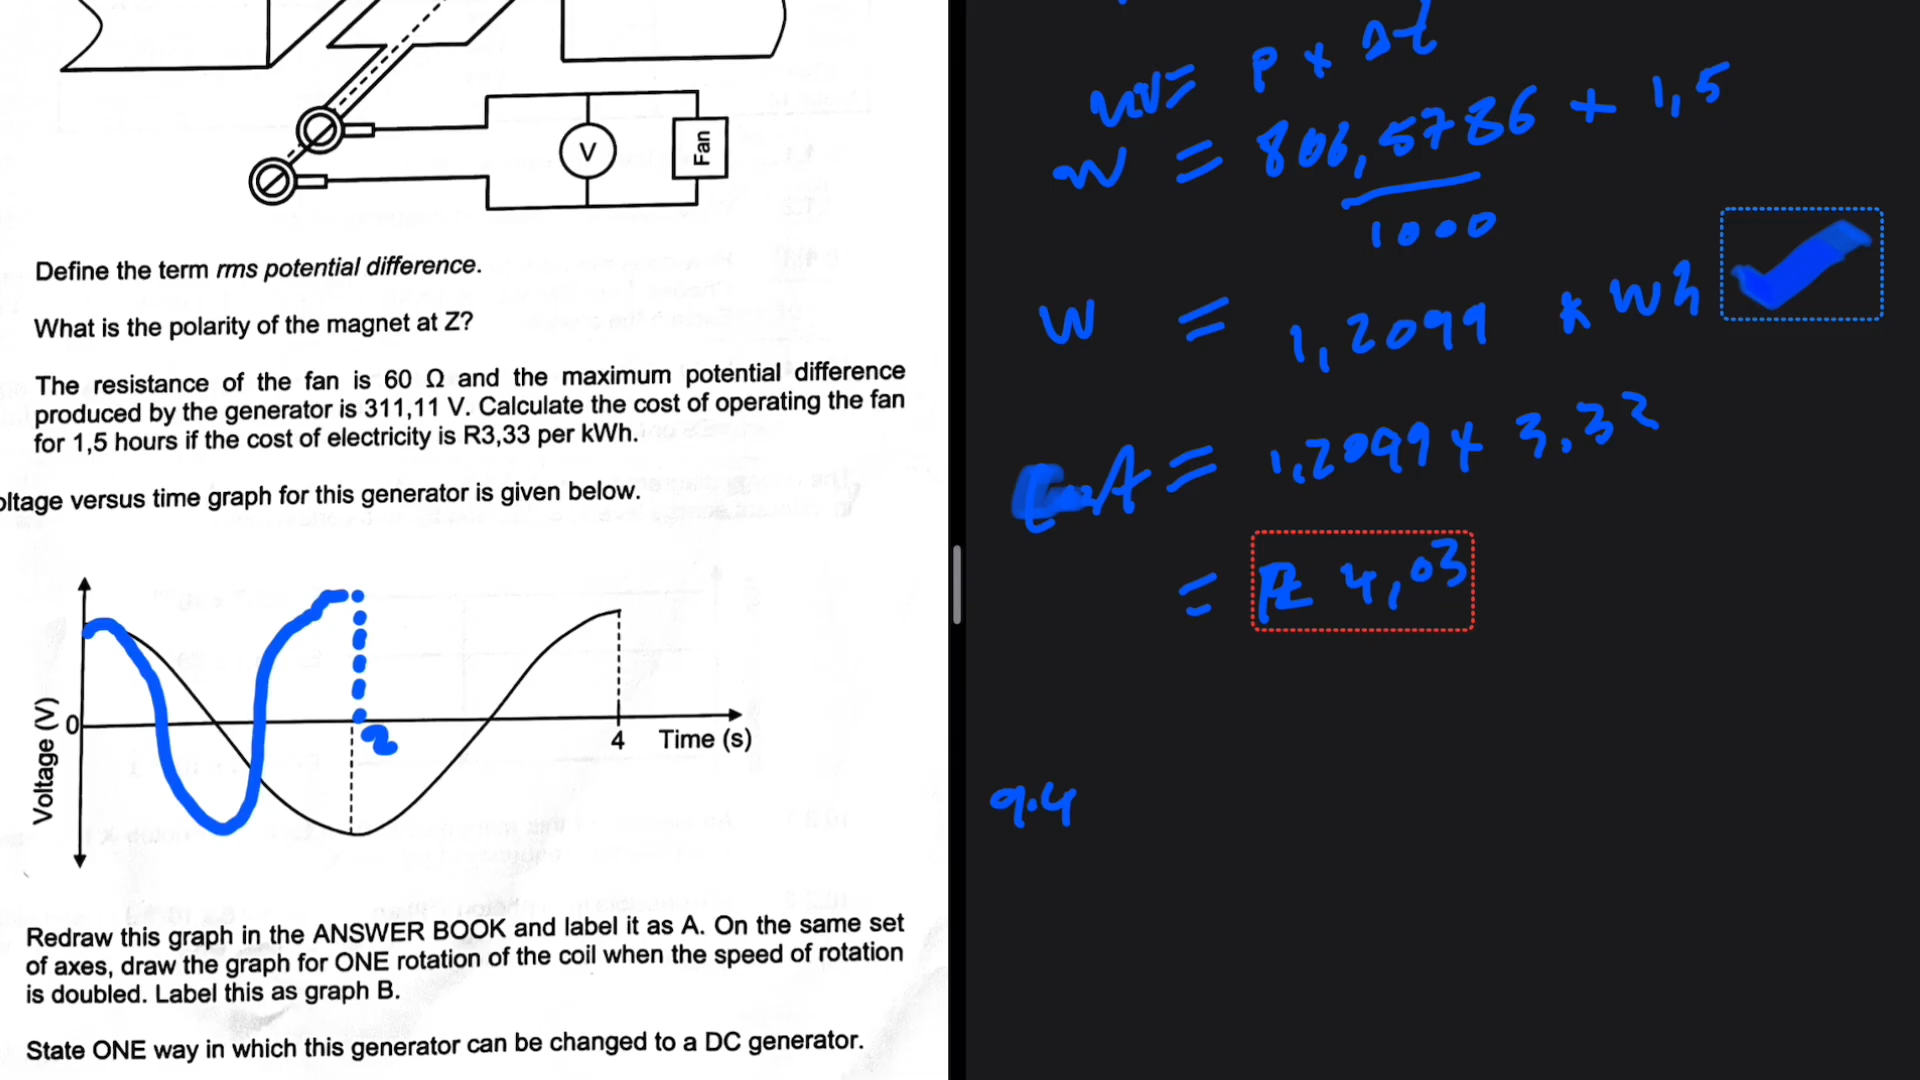 V
Fan
Define the term rms potential difference.
What is the polarity of the magnet at Z?
The resistance of the fan is 60 Ω and the maximum potential difference
produced by the generator is 311,11 V. Calculate the cost of operating the fan
for 1,5 hours if the cost of electricity is R3,33 per kWh.
oltage versus time graph for this generator is given below.
Voltage (V)
0
2
4
Time (s)
Redraw this graph in the ANSWER BOOK and label it as A. On the same set
of axes, draw the graph for ONE rotation of the coil when the speed of rotation
is doubled. Label this as graph B.
State ONE way in which this generator can be changed to a DC generator.
W = P × Δt
W = 806,5786 × 1,5
1000
W = 1,2099 kWh
= 1,2099 × 3.33
= R 4,03
9.4